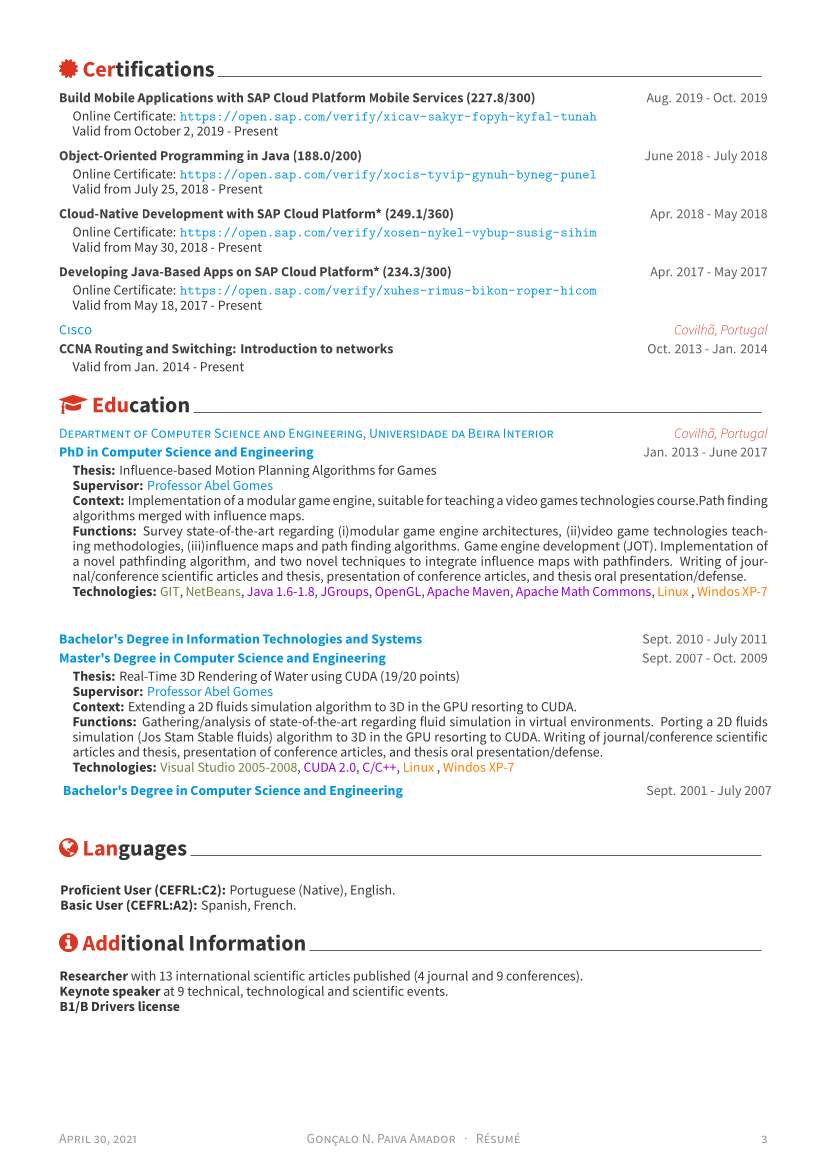 Certifications
Build Mobile Applications with SAP Cloud Platform Mobile Services (227.8/300) Aug. 2019 - Oct. 2019
Online Certificate: https://open.sap.com/verify/xicav-sakyr-fopyh-kyfal-tunah
Valid from October 2, 2019 - Present
Object-Oriented Programming in Java (188.0/200) June 2018 - July 2018
Online Certificate: https://open.sap.com/verify/xocis-tyvip-gynuh-byneg-punel
Valid from July 25, 2018 - Present
Cloud-Native Development with SAP Cloud Platform* (249.1/360) Apr. 2018 - May 2018
Online Certificate: https://open.sap.com/verify/xosen-nykel-vybup-susig-sihim
Valid from May 30, 2018 - Present
Developing Java-Based Apps on SAP Cloud Platform* (234.3/300) Apr. 2017 - May 2017
Online Certificate: https://open.sap.com/verify/xuhes-rimus-bikon-roper-hicom
Valid from May 18, 2017 - Present
Cisco Covilhã, Portugal
CCNA Routing and Switching: Introduction to networks Oct. 2013 - Jan. 2014
Valid from Jan. 2014 - Present
Education
Department of Computer Science and Engineering, Universidade da Beira Interior Covilhã, Portugal
PhD in Computer Science and Engineering Jan. 2013 - June 2017
Thesis: Influence-based Motion Planning Algorithms for Games
Supervisor: Professor Abel Gomes
Context: Implementation of a modular game engine, suitable for teaching a video games technologies course.Path finding
algorithms merged with influence maps.
Functions: Survey state-of-the-art regarding (i)modular game engine architectures, (ii)video game technologies teach-
ing methodologies, (iii)influence maps and path finding algorithms. Game engine development (JOT). Implementation of
a novel pathfinding algorithm, and two novel techniques to integrate influence maps with pathfinders. Writing of jour-
nal/conference scientific articles and thesis, presentation of conference articles, and thesis oral presentation/defense.
Technologies: GIT, NetBeans, Java 1.6-1.8, JGroups, OpenGL, Apache Maven, Apache Math Commons, Linux , Windos XP-7
Bachelor's Degree in Information Technologies and Systems Sept. 2010 - July 2011
Master's Degree in Computer Science and Engineering Sept. 2007 - Oct. 2009
Thesis: Real-Time 3D Rendering of Water using CUDA (19/20 points)
Supervisor: Professor Abel Gomes
Context: Extending a 2D fluids simulation algorithm to 3D in the GPU resorting to CUDA.
Functions: Gathering/analysis of state-of-the-art regarding fluid simulation in virtual environments. Porting a 2D fluids
simulation (Jos Stam Stable fluids) algorithm to 3D in the GPU resorting to CUDA. Writing of journal/conference scientific
articles and thesis, presentation of conference articles, and thesis oral presentation/defense.
Technologies: Visual Studio 2005-2008, CUDA 2.0, C/C++, Linux , Windos XP-7
Bachelor's Degree in Computer Science and Engineering Sept. 2001 - July 2007
Languages
Proficient User (CEFRL:C2): Portuguese (Native), English.
Basic User (CEFRL:A2): Spanish, French.
Additional Information
Researcher with 13 international scientific articles published (4 journal and 9 conferences).
Keynote speaker at 9 technical, technological and scientific events.
B1/B Drivers license
April 30, 2021 Gonçalo N. Paiva Amador · Résumé 3